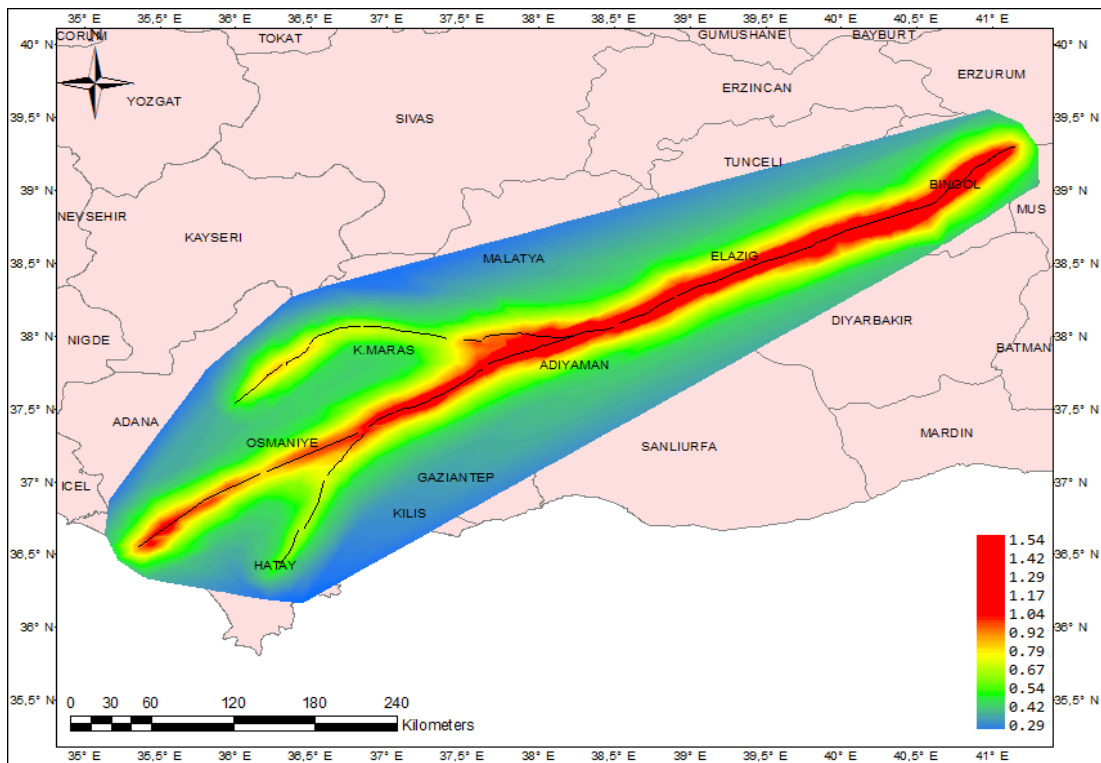 35° E 35,5° E 36° E 36,5° E 37° E 37,5° E 38° E 38,5° E 39° E 39,5° E 40° E 40,5° E 41° E
40° N
39,5° N
39° N
38,5° N
38° N
37,5° N
37° N
36,5° N
36° N
35,5° N
N
CORUM
TOKAT
GUMUSHANE
BAYBURT
ERZURUM
YOZGAT
ERZINCAN
SIVAS
TUNCELI
BINGOL
MUS
NEVSEHIR
KAYSERI
MALATYA
ELAZIG
DIYARBAKIR
NIGDE
K.MARAS
ADIYAMAN
BATMAN
ADANA
OSMANIYE
SANLIURFA
MARDIN
ICEL
GAZIANTEP
KILIS
HATAY
1.54
1.42
1.29
1.17
1.04
0.92
0.79
0.67
0.54
0.42
0.29
0 30 60 120 180 240
Kilometers
40° N
39,5° N
39° N
38,5° N
38° N
37,5° N
37° N
36,5° N
36° N
35,5° N
35° E 35,5° E 36° E 36,5° E 37° E 37,5° E 38° E 38,5° E 39° E 39,5° E 40° E 40,5° E 41° E